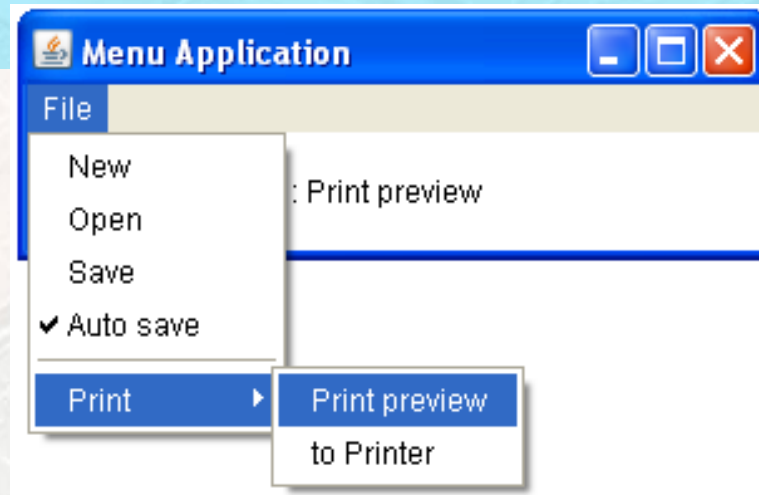 Menu Application
File
New
: Print preview
Open
Save
Auto save
Print
Print preview
to Printer